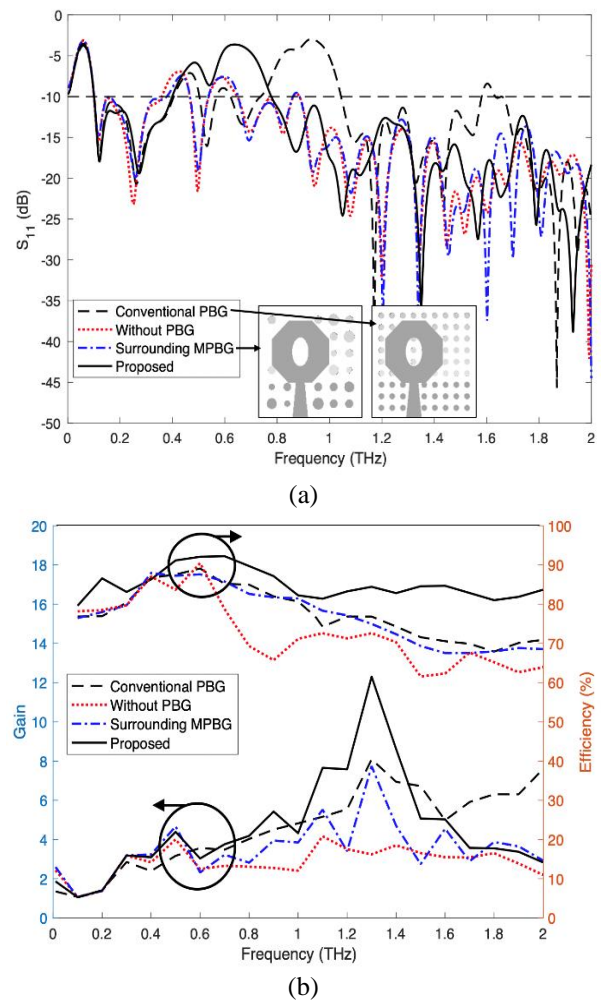 0
-5
-10
-15
-20
-25
-30
-35
-40
-45
-50
S11 (dB)
Conventional PBG
Without PBG
Surrounding MPBG
Proposed
0 0.2 0.4 0.6 0.8 1 1.2 1.4 1.6 1.8 2
Frequency (THz)
(a)
20 100
18 90
16 80
14 70
12 60
10 50
8 40
6 30
4 20
2 10
0 0
Gain
Efficiency (%)
Conventional PBG
Without PBG
Surrounding MPBG
Proposed
0 0.2 0.4 0.6 0.8 1 1.2 1.4 1.6 1.8 2
Frequency (THz)
(b)